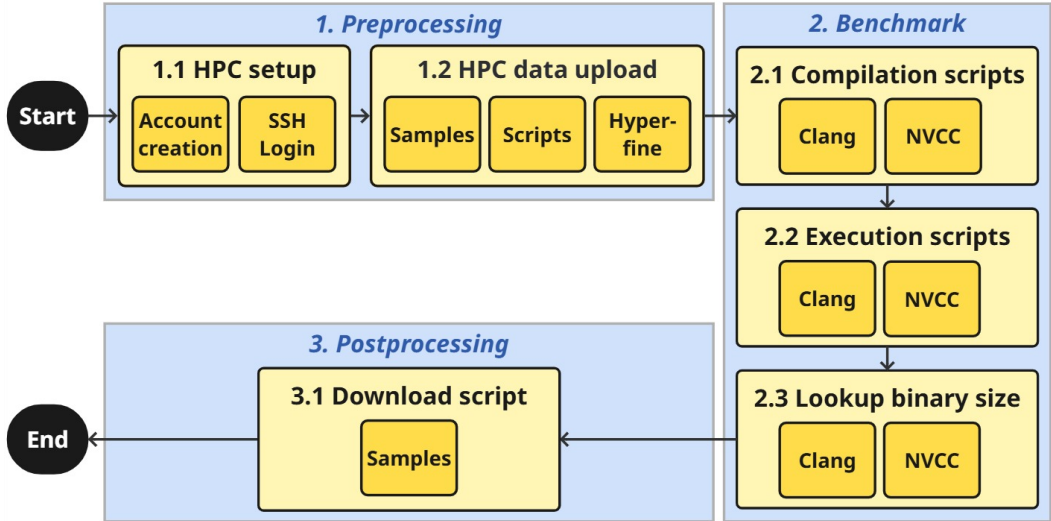 1. Preprocessing
2. Benchmark
Start
1.1 HPC setup
Account
creation
SSH
Login
1.2 HPC data upload
Samples
Scripts
Hyper-
fine
2.1 Compilation scripts
Clang
NVCC
2.2 Execution scripts
Clang
NVCC
2.3 Lookup binary size
Clang
NVCC
3. Postprocessing
3.1 Download script
Samples
End